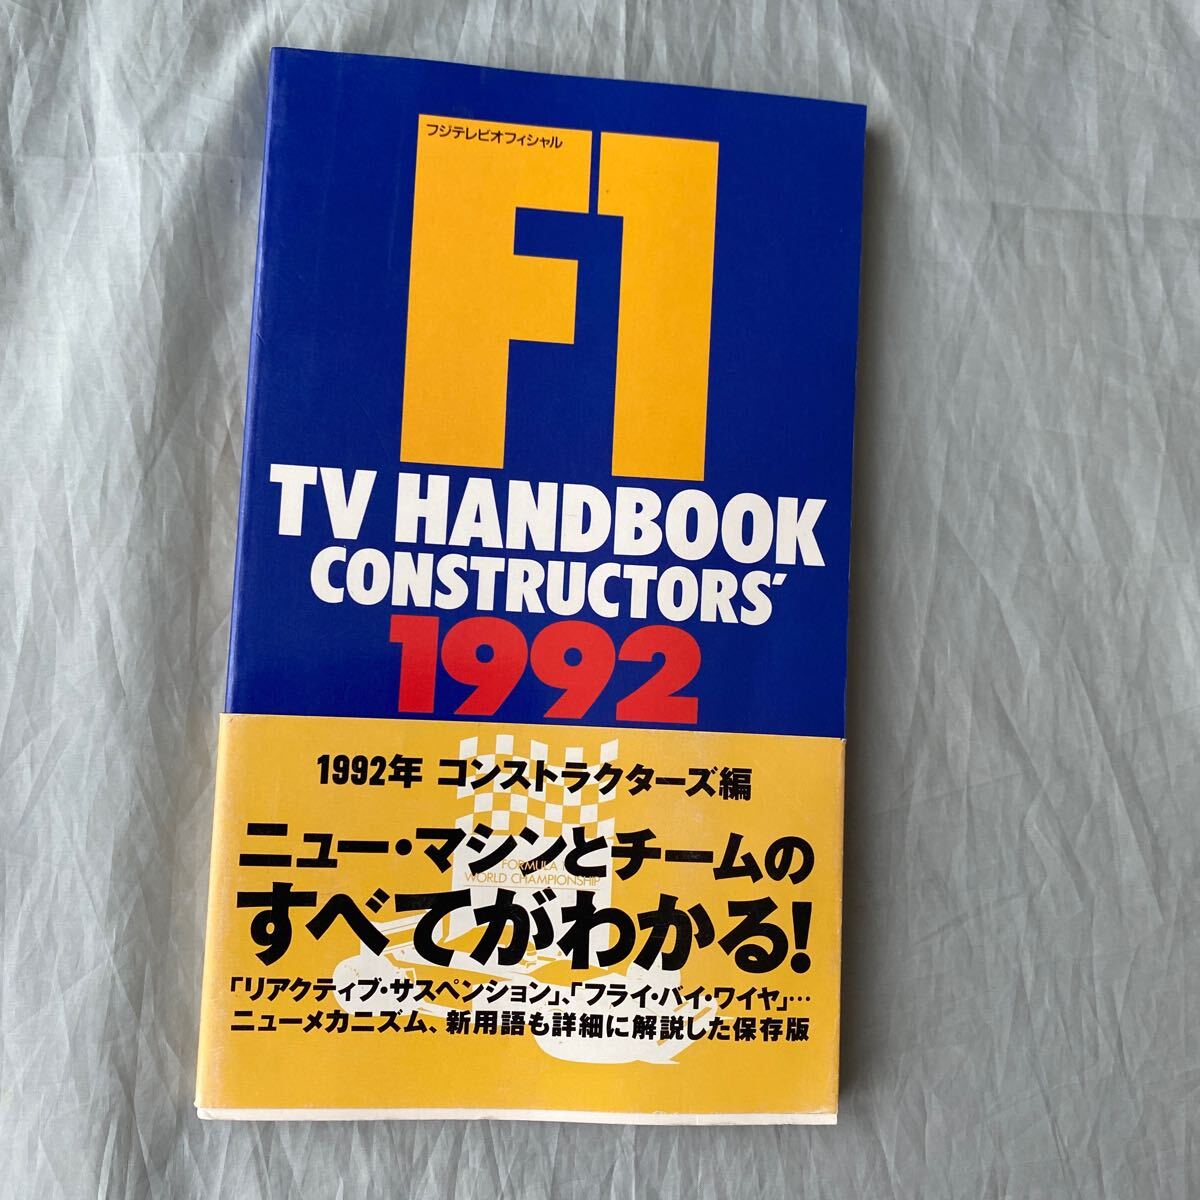 フジテレビオフィシャル
F1
TV HANDBOOK
CONSTRUCTORS'
1992
1992年 コンストラクターズ編
ニュー・マシンとチームの
FORMULA 1
WORLD CHAMPIONSHIP
すべてがわかる!
「リアクティブ・サスペンション」、「フライ・バイ・ワイヤ」…
ニューメカニズム、新用語も詳細に解説した保存版